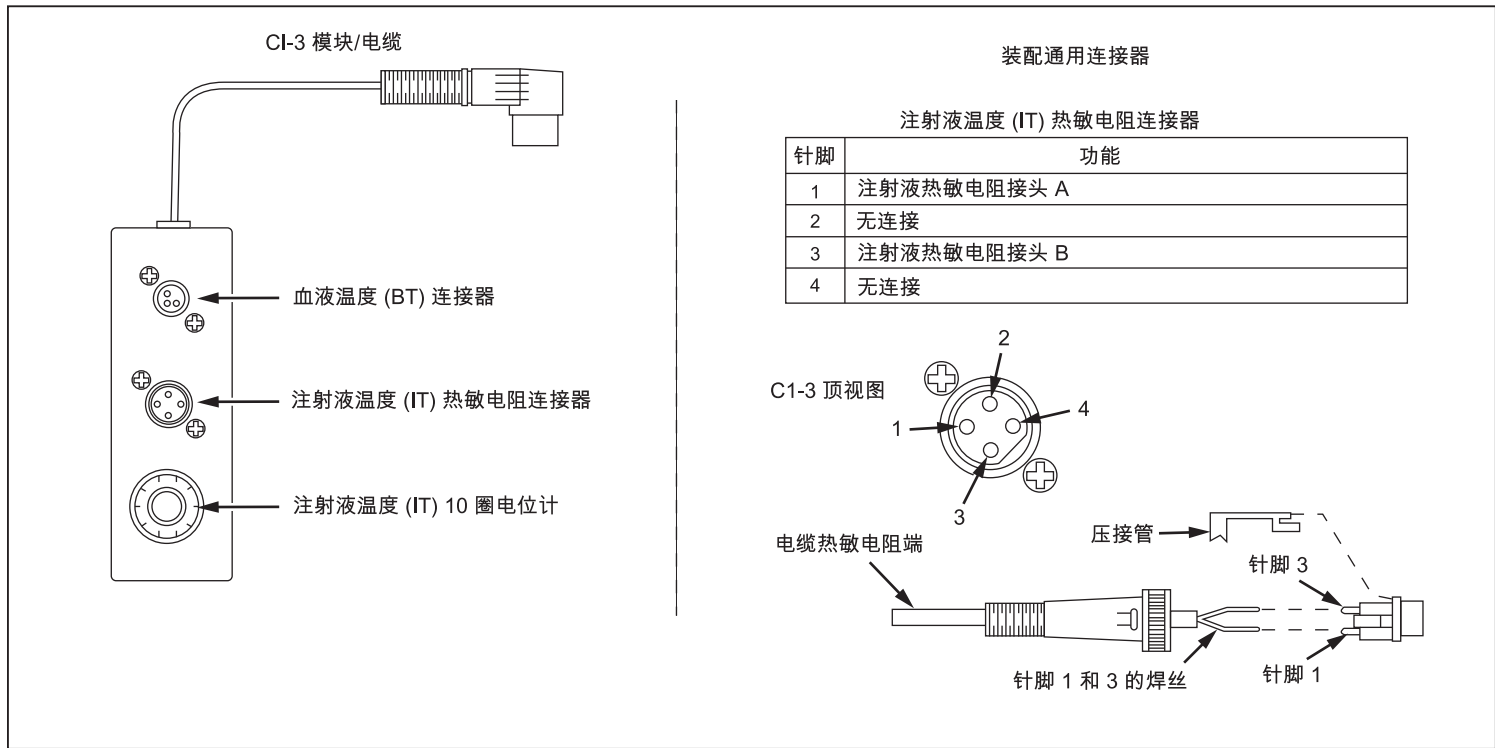 CI-3 模块/电缆
血液温度 (BT) 连接器
注射液温度 (IT) 热敏电阻连接器
注射液温度 (IT) 10 圈电位计
装配通用连接器
注射液温度 (IT) 热敏电阻连接器
针脚 功能
1 注射液热敏电阻接头 A
2 无连接
3 注射液热敏电阻接头 B
4 无连接
C1-3 顶视图
2
4
1
3
压接管
电缆热敏电阻端
针脚 3
针脚 1 和 3 的焊丝
针脚 1